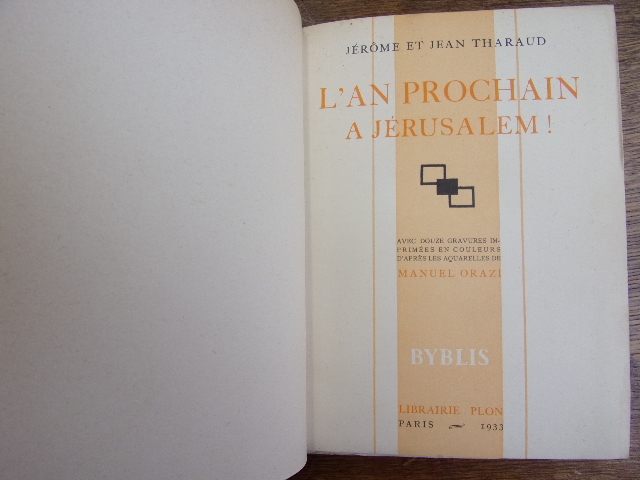 JÉRÔME ET JEAN THARAUD
L'AN PROCHAIN
A JÉRUSALEM !
AVEC DOUZE GRAVURES IM-
PRIMÉES EN COULEURS
D'APRÈS LES AQUARELLES DE
MANUEL ORAZI
BYBLIS
LIBRAIRIE PLON
PARIS ~ 1933